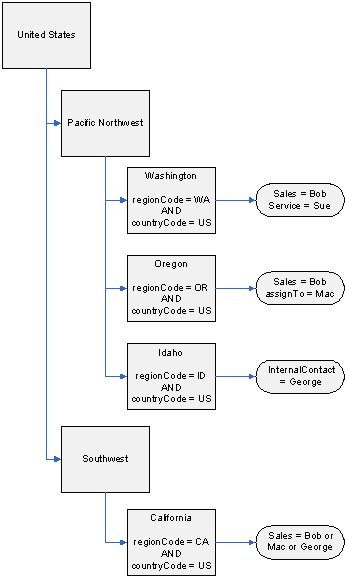 United States
Pacific Northwest
Washington
regionCode = WA
AND
countryCode = US
Sales = Bob
Service = Sue
Oregon
regionCode = OR
AND
countryCode = US
Sales = Bob
assignTo = Mac
Idaho
regionCode = ID
AND
countryCode = US
InternalContact
= George
Southwest
California
regionCode = CA
AND
countryCode = US
Sales = Bob or
Mac or George